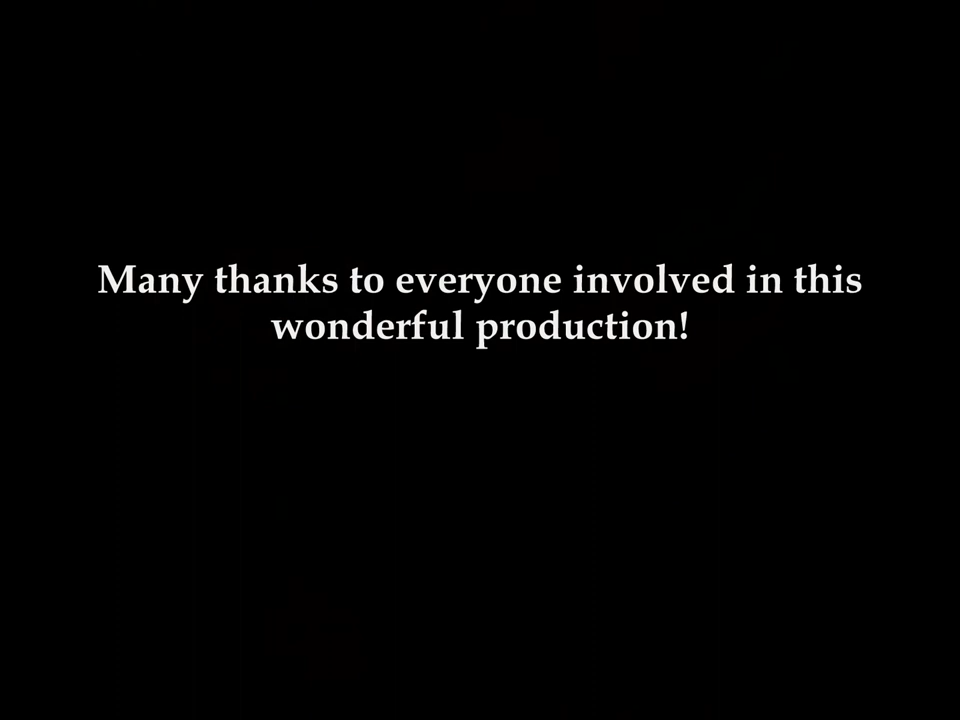 Many thanks to everyone involved in this
wonderful production!